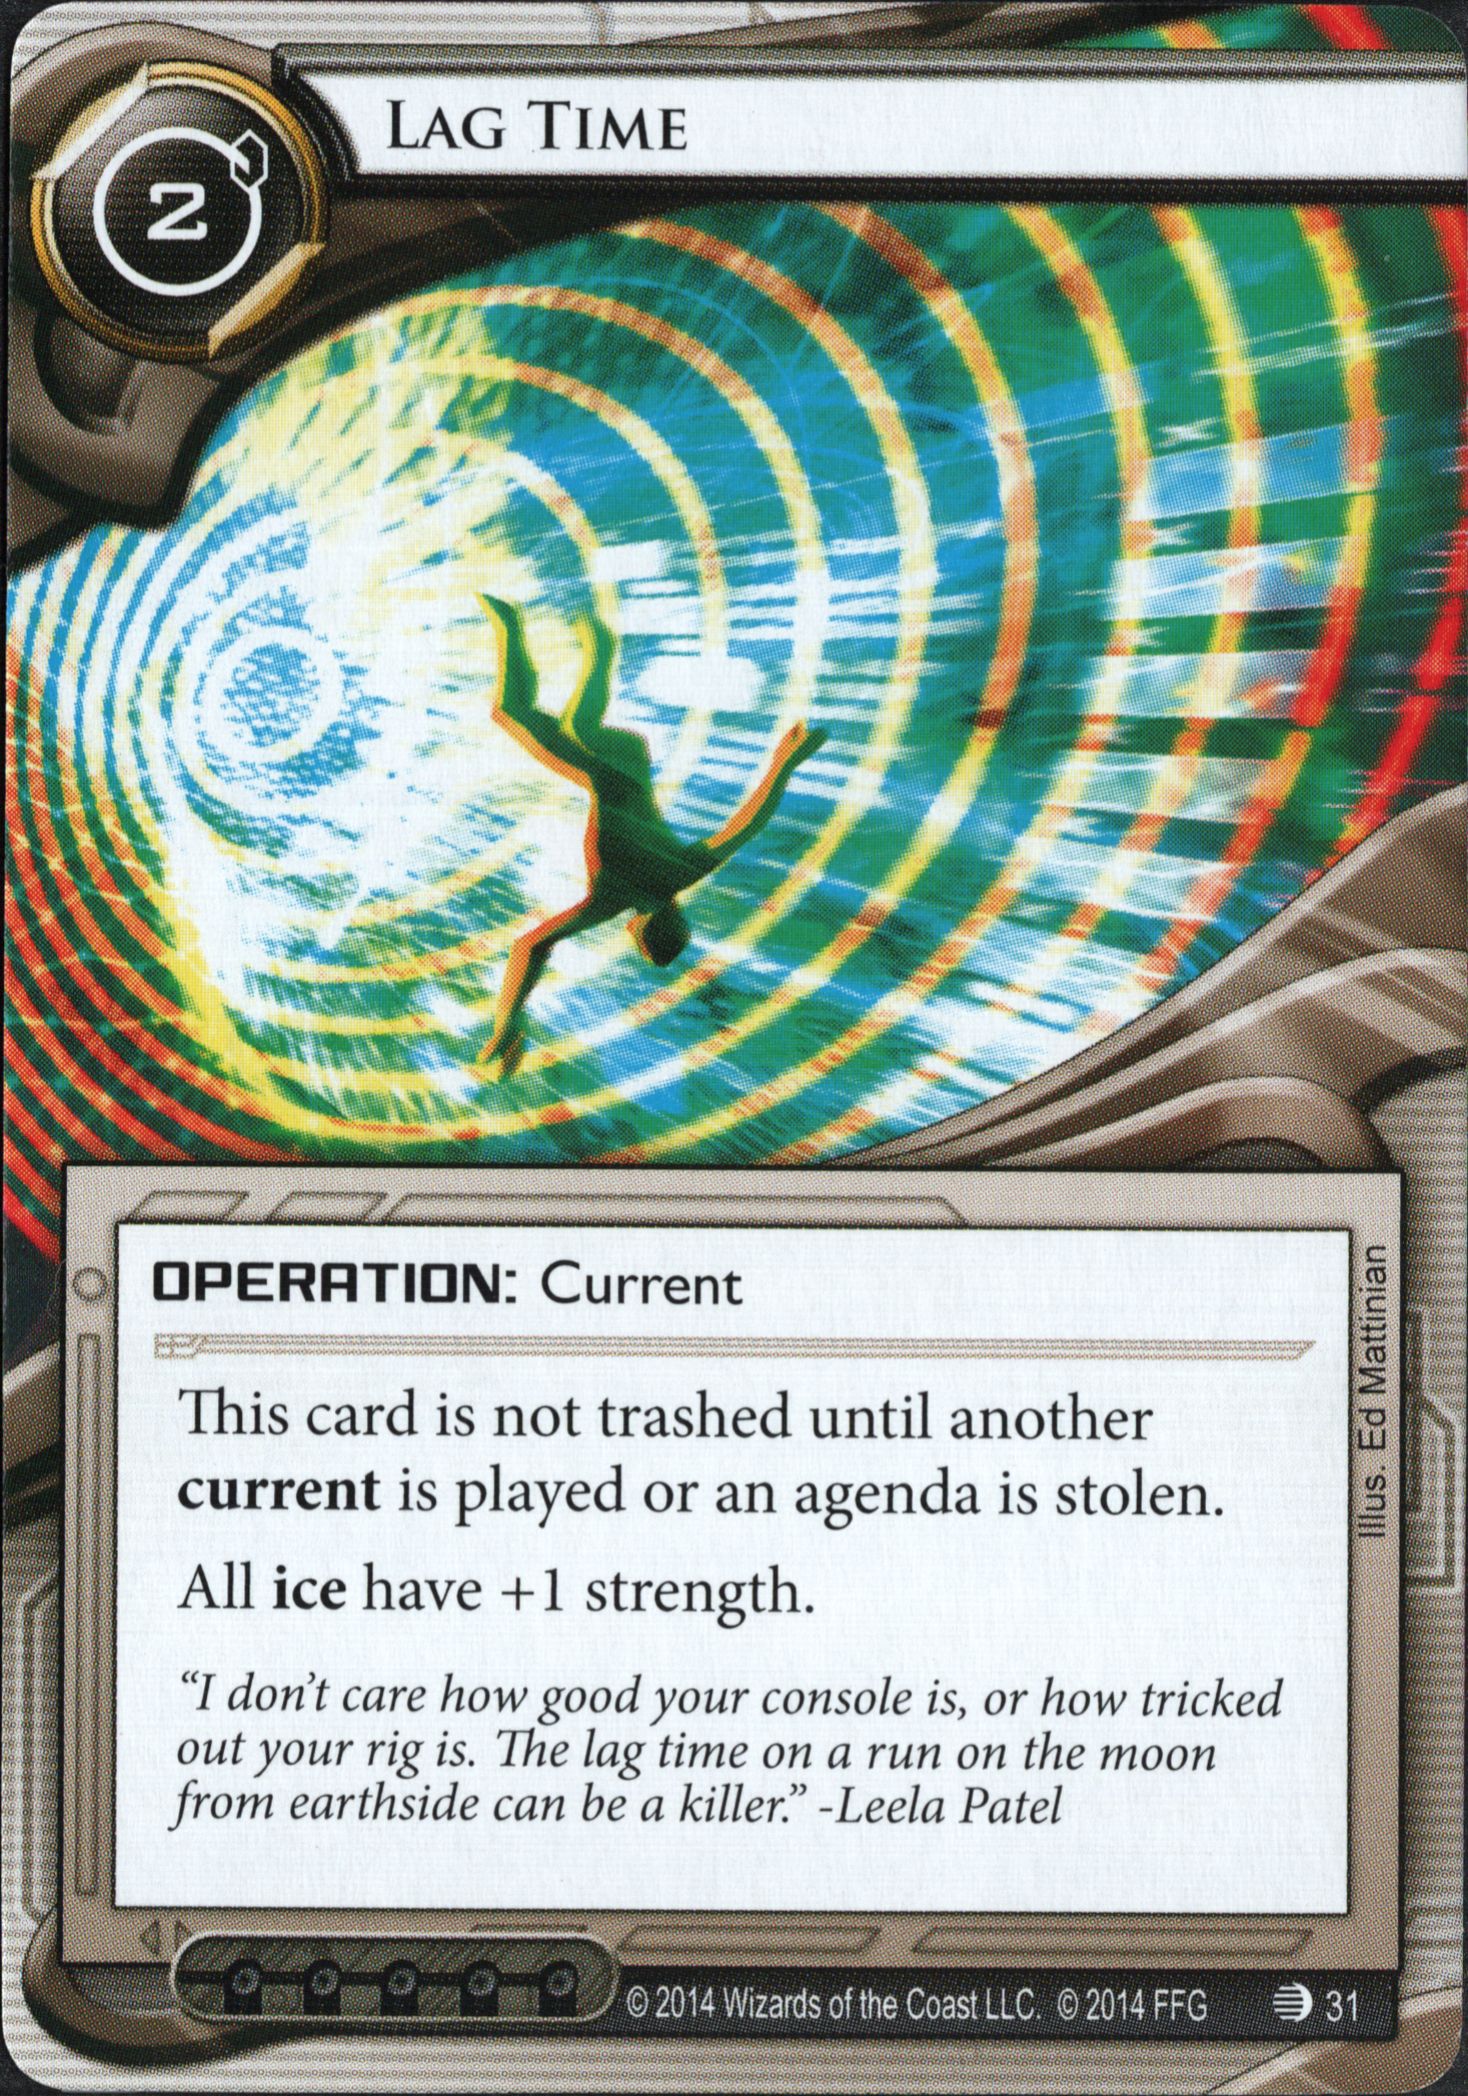 2
LAG TIME
OPERATION: Current
This card is not trashed until another
current is played or an agenda is stolen.
All ice have +1 strength.
“I don’t care how good your console is, or how tricked
out your rig is. The lag time on a run on the moon
from earthside can be a killer.” -Leela Patel
Illus. Ed Mattinian
© 2014 Wizards of the Coast LLC. © 2014 FFG 31